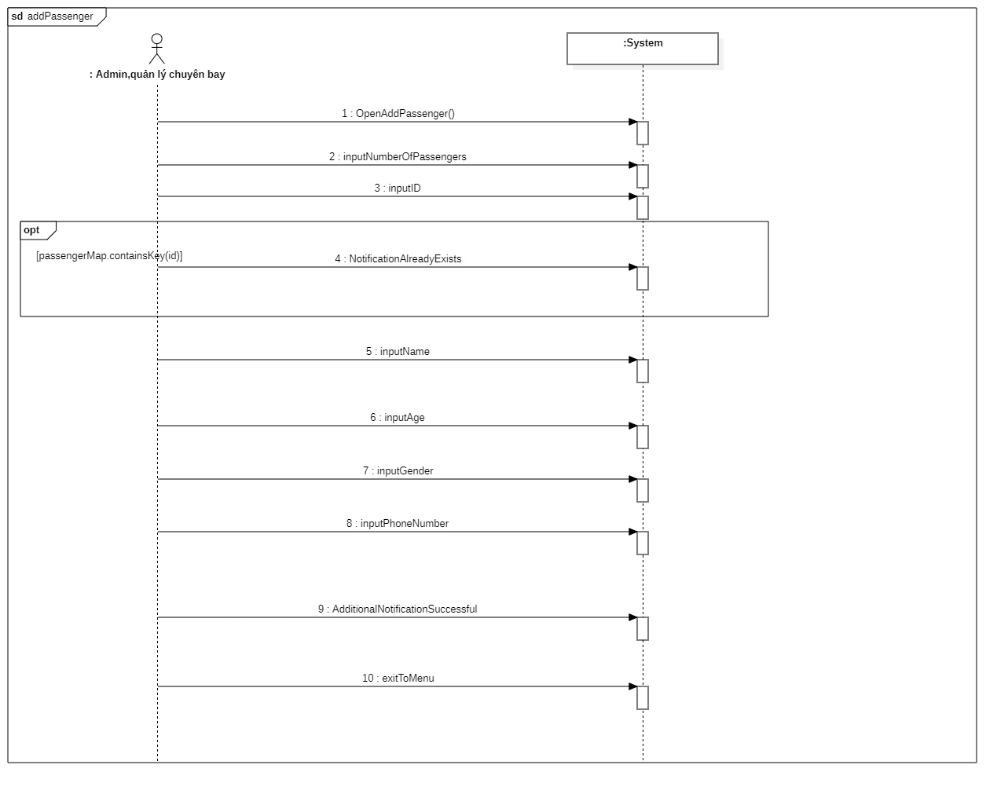 sd addPassenger
:System
: Admin,quản lý chuyên bay
1 : OpenAddPassenger()
2 : inputNumberOfPassengers
3 : inputID
opt
[passengerMap.containsKey(id)]
4 : NotificationAlreadyExists
5 : inputName
6 : inputAge
7 : inputGender
8 : inputPhoneNumber
9 : AdditionalNotificationSuccessful
10 : exitToMenu